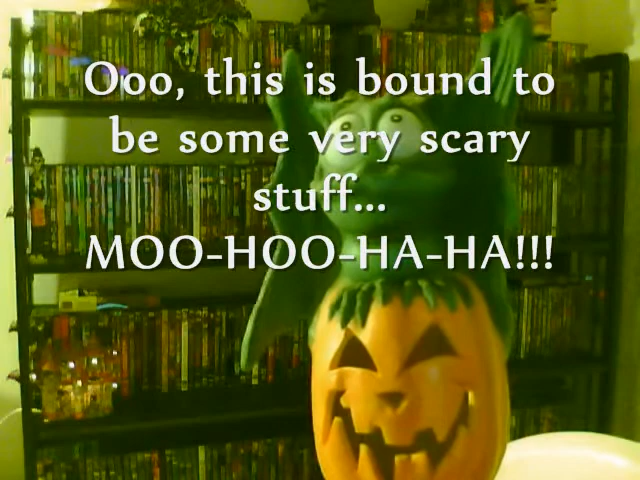 Ooo, this is bound to
be some very scary
stuff...
MOO-HOO-HA-HA!!!